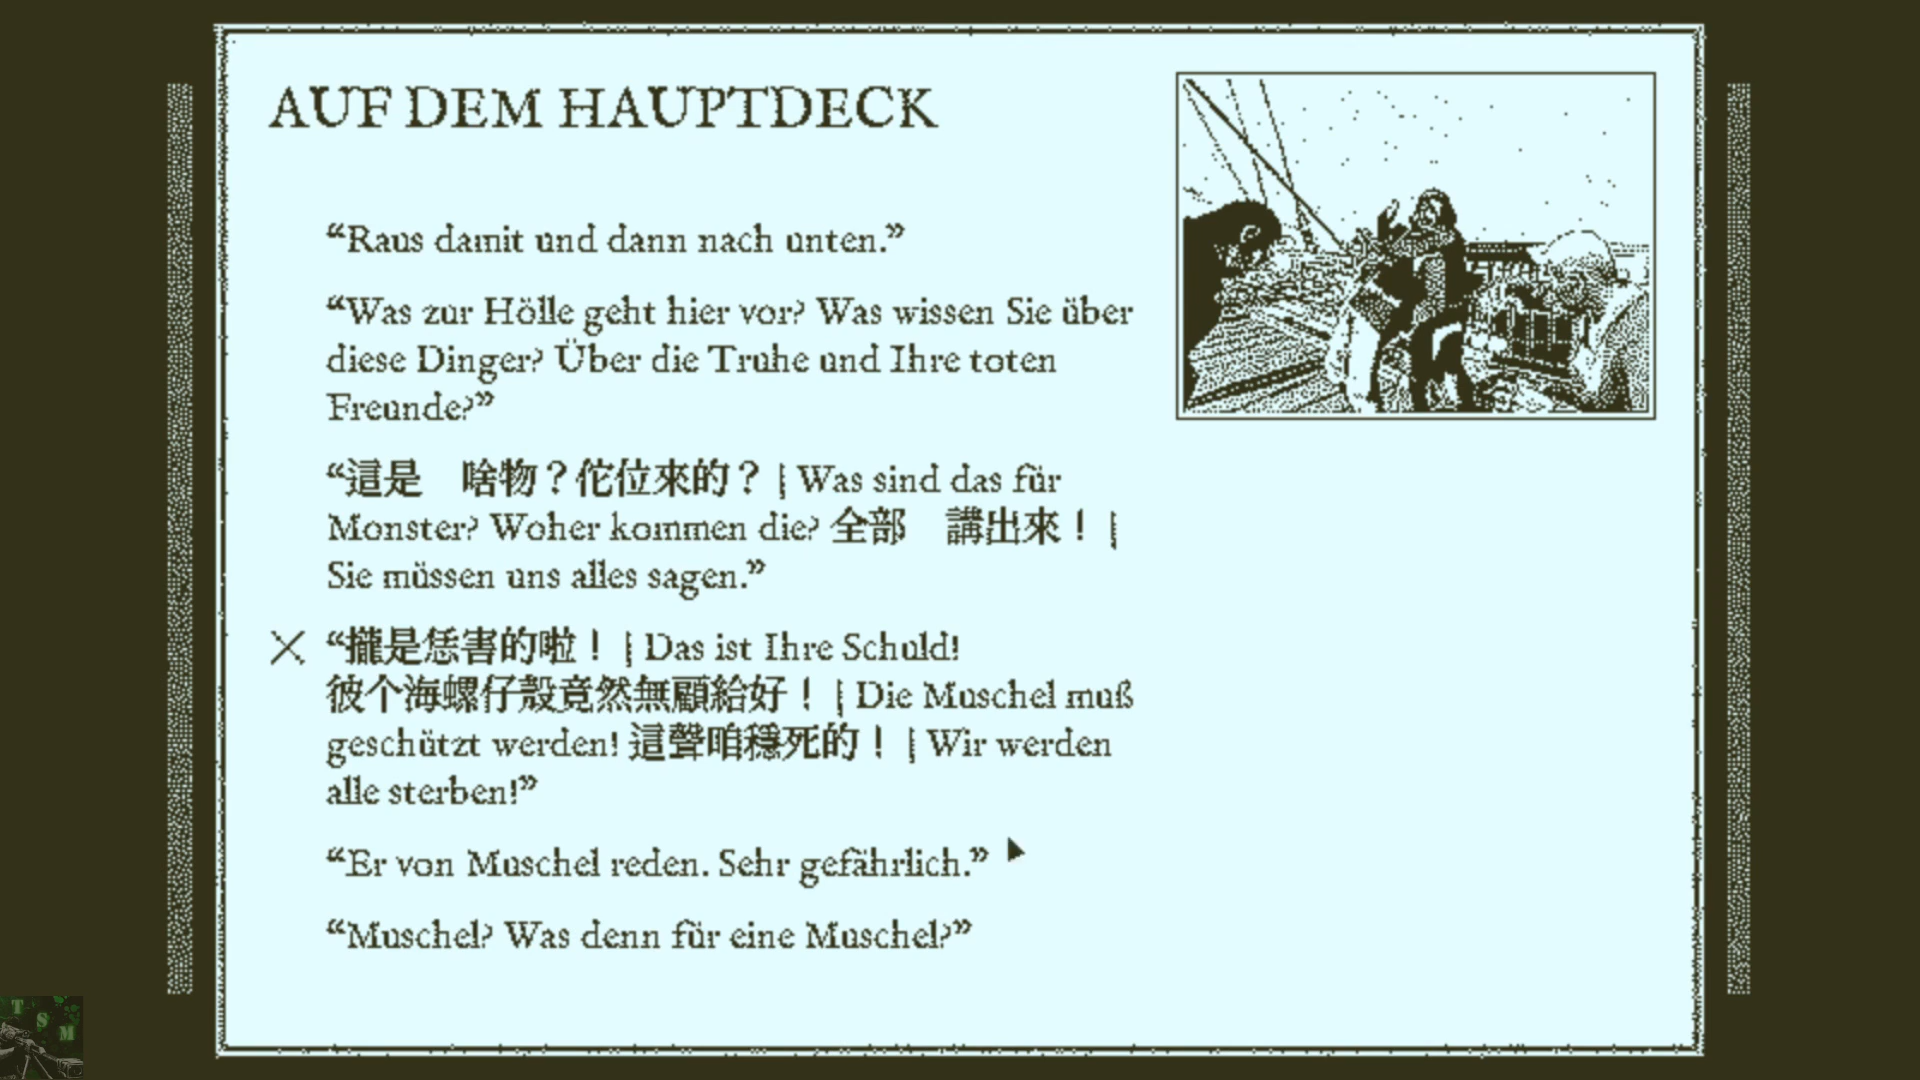 AUF DEM HAUPTDECK
“Raus damit und dann nach unten.”
“Was zur Hölle geht hier vor? Was wissen Sie über
diese Dinger? Über die Truhe und Ihre toten
Freunde?”
“這是　啥物？佗位來的？ | Was sind das für
Monster? Woher kommen die? 全部　講出來！ |
Sie müssen uns alles sagen.”
“攏是恁害的啦！ | Das ist Ihre Schuld!
彼个海螺仔殼竟然無顧給好！ | Die Muschel muß
geschützt werden! 這聲咱穩死的！ | Wir werden
alle sterben!”
“Er von Muschel reden. Sehr gefährlich.”
“Muschel? Was denn für eine Muschel?”
T
S
M